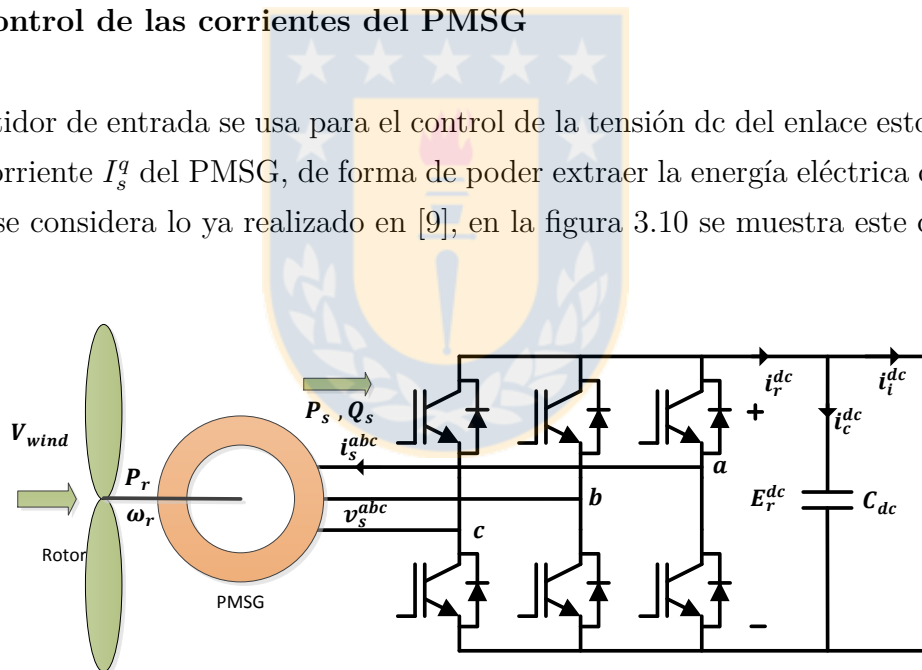 ontrol de las corrientes del PMSG
tidor de entrada se usa para el control de la tensión dc del enlace esto
orriente I_s^q del PMSG, de forma de poder extraer la energía eléctrica
se considera lo ya realizado en [9], en la figura 3.10 se muestra este
V_wind
P_r
ω_r
Rotor
PMSG
P_s , Q_s
i_s^abc
v_s^abc
a
b
c
i_r^dc
+
E_r^dc
−
i_c^dc
C_dc
i_i^dc